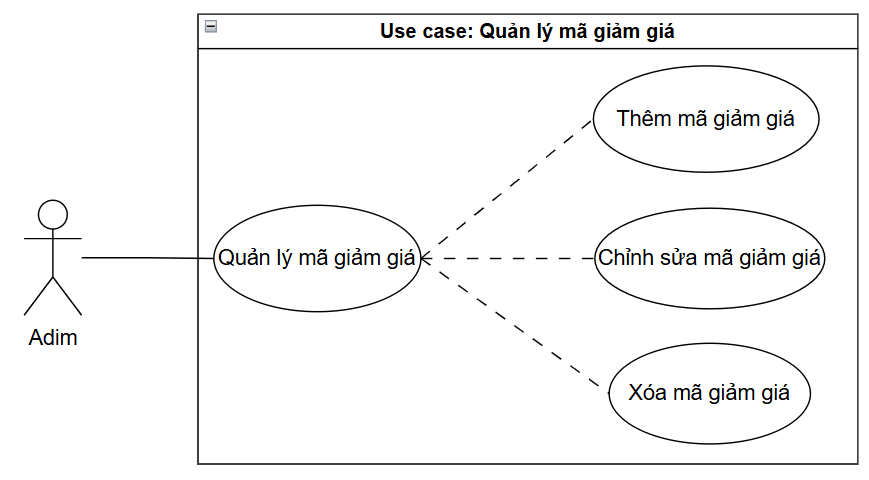 Use case: Quản lý mã giảm giá
Thêm mã giảm giá
Quản lý mã giảm giá
Chỉnh sửa mã giảm giá
Adim
Xóa mã giảm giá